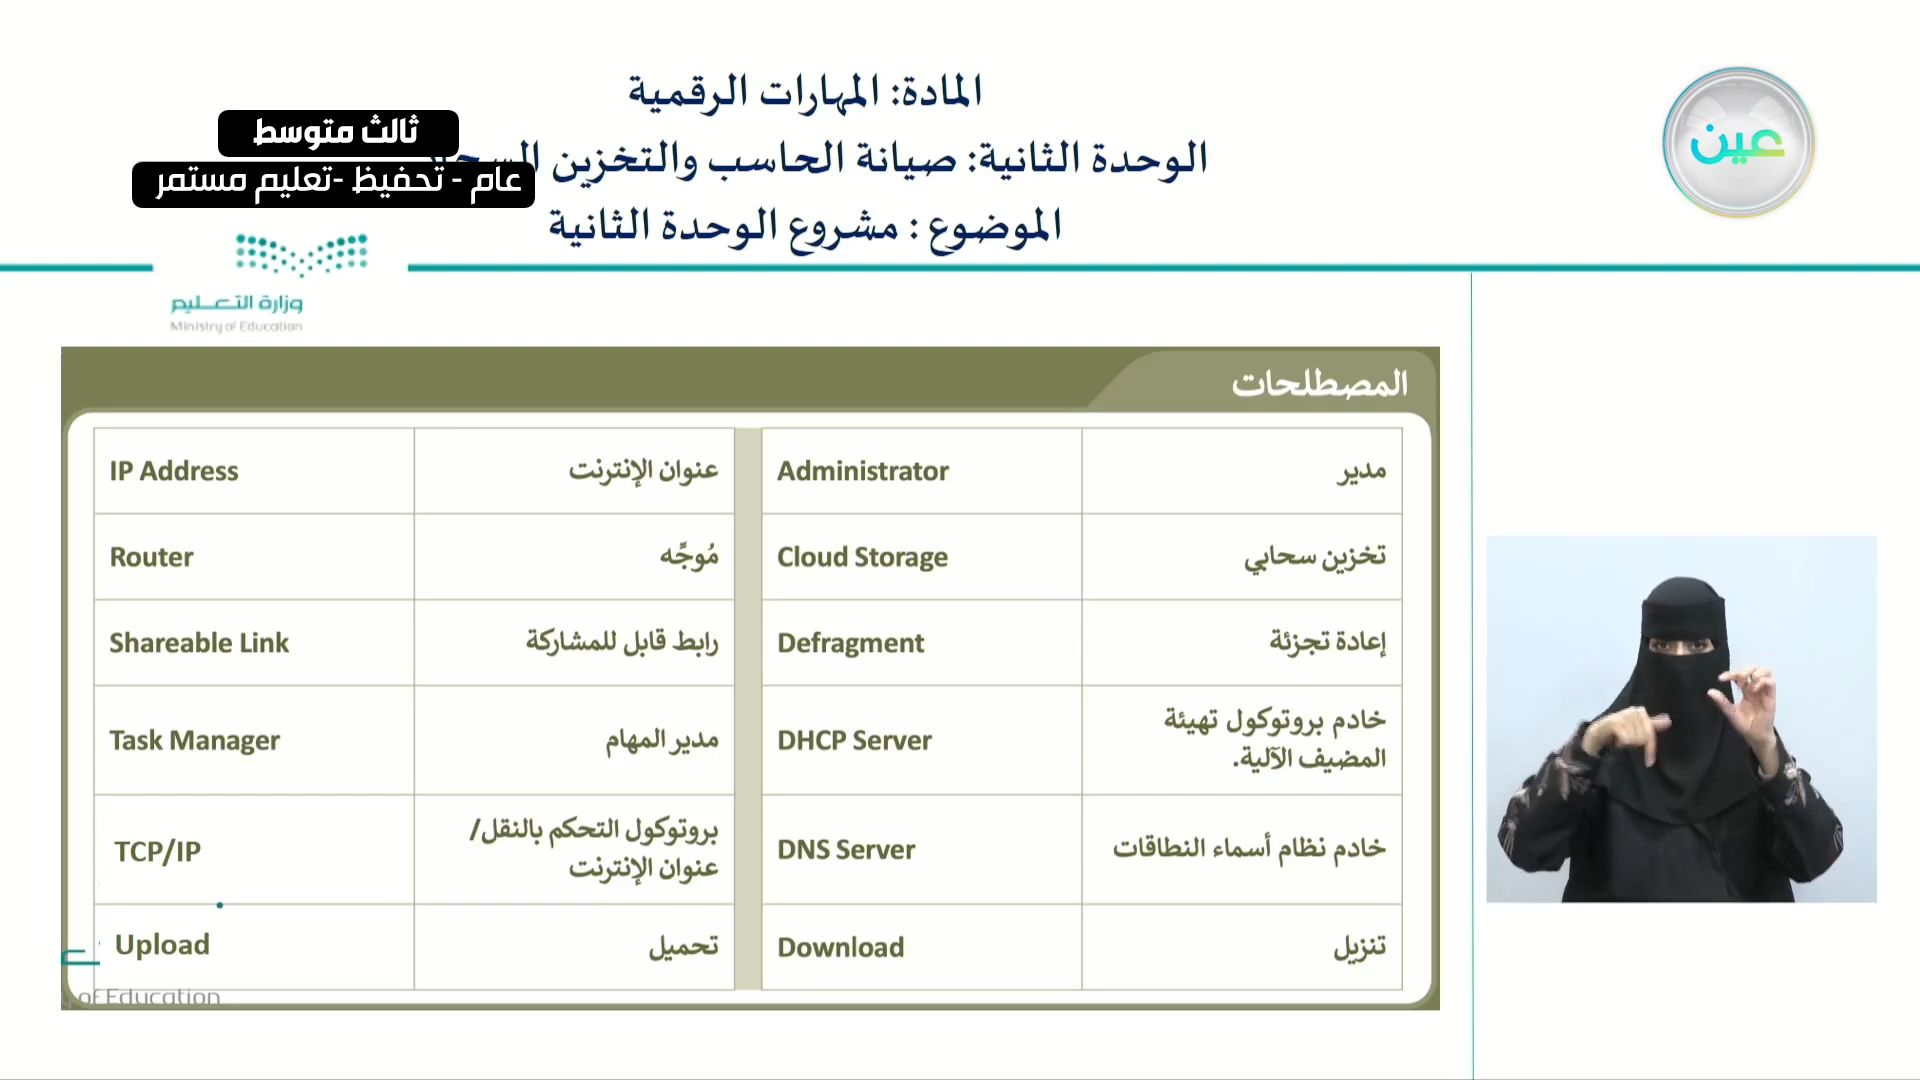 المادة: المهارات الرقمية
الوحدة الثانية: صيانة الحاسب والتخزين
الموضوع : مشروع الوحدة الثانية
ثالث متوسط
عام - تحفيظ -تعليم مستمر
عين
وزارة التعليم
Ministry of Education
المصطلحات
مدير Administrator عنوان الإنترنت IP Address
تخزين سحابي Cloud Storage مُوجِّه Router
إعادة تجزئة Defragment رابط قابل للمشاركة Shareable Link
خادم بروتوكول تهيئة
المضيف الآلية. DHCP Server مدير المهام Task Manager
خادم نظام أسماء النطاقات DNS Server بروتوكول التحكم بالنقل/
عنوان الإنترنت TCP/IP
تنزيل Download تحميل Upload
of Education